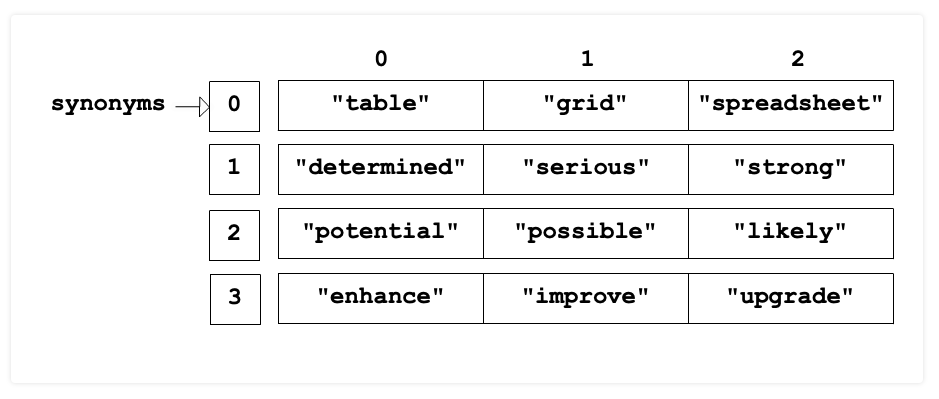 0 1 2
synonyms 0 "table" "grid" "spreadsheet"
1 "determined" "serious" "strong"
2 "potential" "possible" "likely"
3 "enhance" "improve" "upgrade"